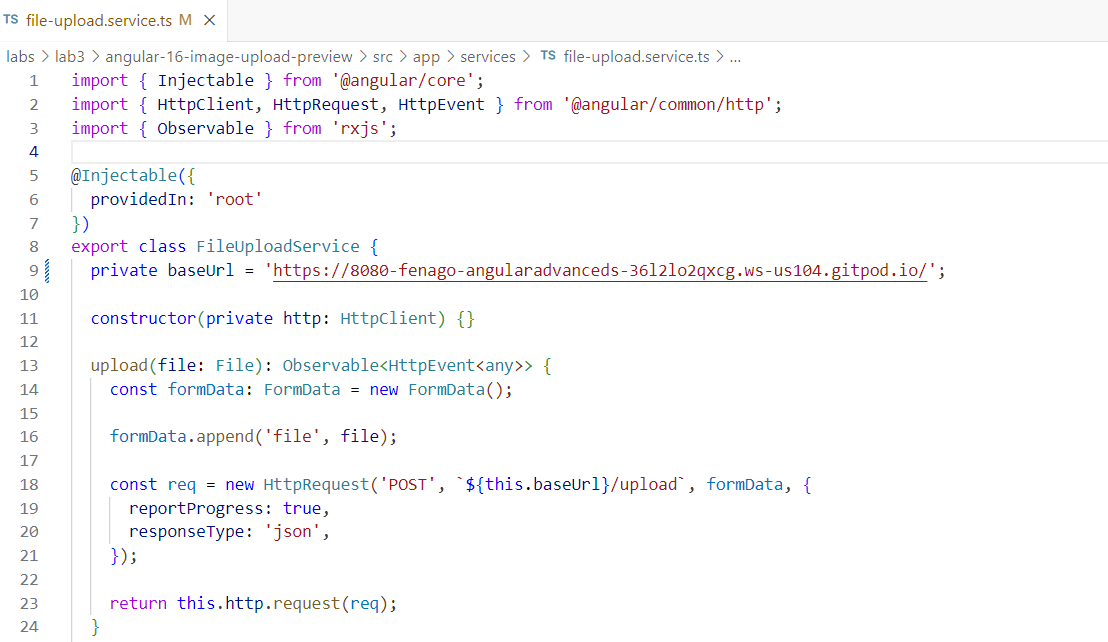 TS file-upload.service.ts M ×
labs > lab3 > angular-16-image-upload-preview > src > app > services > TS file-upload.service.ts > ...
1 import { Injectable } from '@angular/core';
2 import { HttpClient, HttpRequest, HttpEvent } from '@angular/common/http';
3 import { Observable } from 'rxjs';
4
5 @Injectable({
6   providedIn: 'root'
7 })
8 export class FileUploadService {
9   private baseUrl = 'https://8080-fenago-angularadvanceds-36l2lo2qxcg.ws-us104.gitpod.io/';
10
11   constructor(private http: HttpClient) {}
12
13   upload(file: File): Observable<HttpEvent<any>> {
14     const formData: FormData = new FormData();
15
16     formData.append('file', file);
17
18     const req = new HttpRequest('POST', `${this.baseUrl}/upload`, formData, {
19       reportProgress: true,
20       responseType: 'json',
21     });
22
23     return this.http.request(req);
24   }